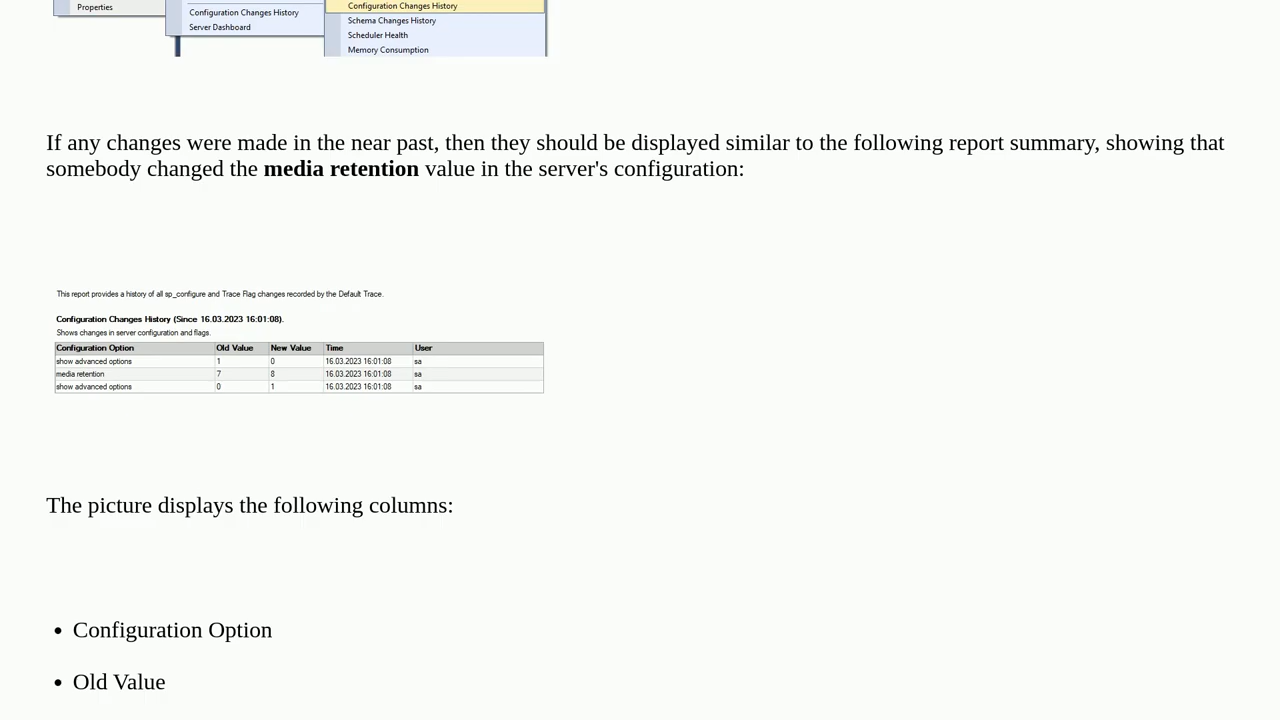 Properties
Configuration Changes History
Server Dashboard
Configuration Changes History
Schema Changes History
Scheduler Health
Memory Consumption
If any changes were made in the near past, then they should be displayed similar to the following report summary, showing that
somebody changed the media retention value in the server's configuration:
This report provides a history of all sp_configure and Trace Flag changes recorded by the Default Trace.
Configuration Changes History (Since 16.03.2023 16:01:08).
Shows changes in server configuration and flags.
Configuration Option Old Value New Value Time User
show advanced options 1 0 16.03.2023 16:01:08 sa
media retention 7 8 16.03.2023 16:01:08 sa
show advanced options 0 1 16.03.2023 16:01:08 sa
The picture displays the following columns:
• Configuration Option
• Old Value